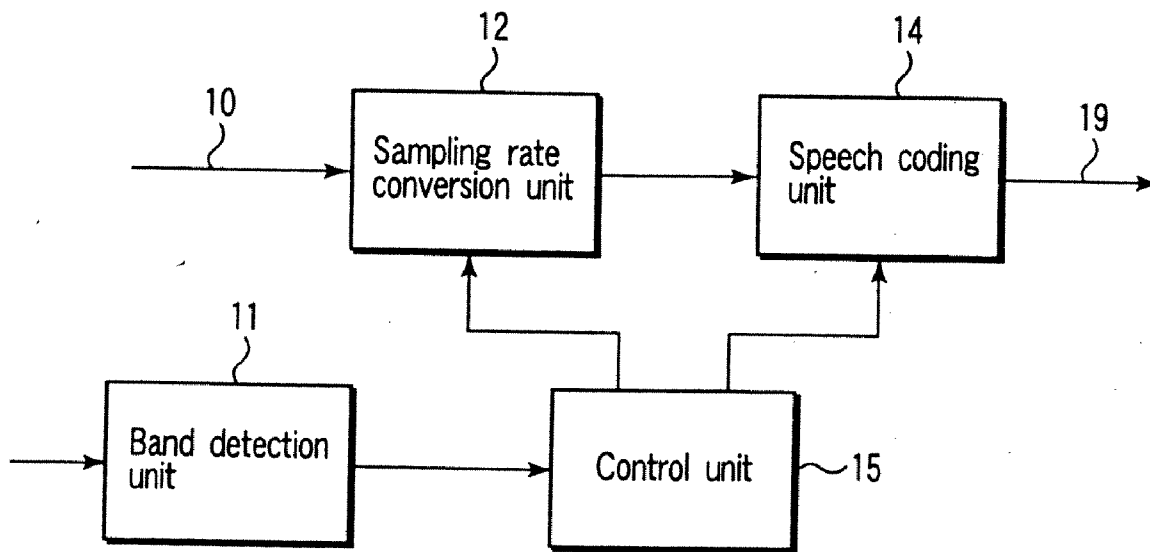 12
14
10
19
Sampling rate
conversion unit
Speech coding
unit
11
Band detection
unit
Control unit
15